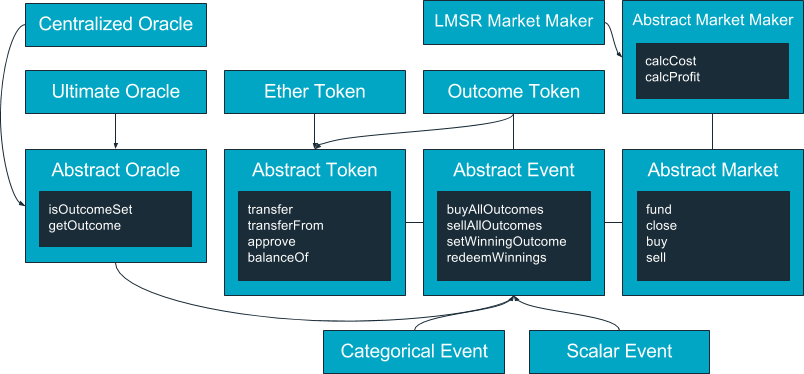 Centralized Oracle
LMSR Market Maker
Abstract Market Maker
calcCost
calcProfit
Ultimate Oracle
Ether Token
Outcome Token
Abstract Oracle
isOutcomeSet
getOutcome
Abstract Token
transfer
transferFrom
approve
balanceOf
Abstract Event
buyAllOutcomes
sellAllOutcomes
setWinningOutcome
redeemWinnings
Abstract Market
fund
close
buy
sell
Categorical Event
Scalar Event